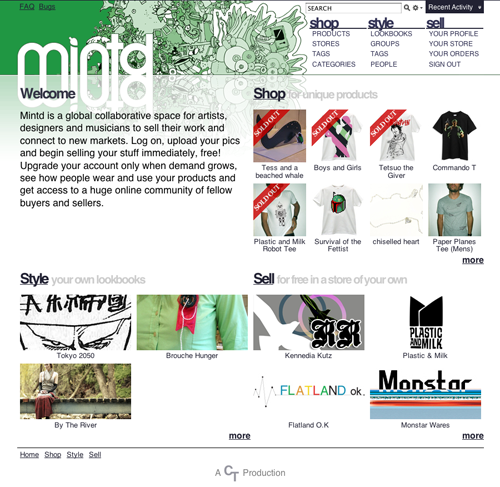 FAQ Bugs
SEARCH
Recent Activity
shop style sell
PRODUCTS LOOKBOOKS YOUR PROFILE
STORES GROUPS YOUR STORE
TAGS TAGS YOUR ORDERS
CATEGORIES PEOPLE SIGN OUT
mintd
Welcome
Mintd is a global collaborative space for artists,
designers and musicians to sell their work and
connect to new markets. Log on, upload your pics
and begin selling your stuff immediately, free!
Upgrade your account only when demand grows,
see how people wear and use your products and
get access to a huge online community of fellow
buyers and sellers.
Shop for unique products
SOLD OUT
SOLD OUT
SOLD OUT
Tess and a
beached whale
Boys and Girls
Tetsuo the
Giver
Commando T
SOLD OUT
Plastic and Milk
Robot Tee
Survival of the
Fettist
chiselled heart
Paper Planes
Tee (Mens)
more
Style your own lookbooks
Tokyo 2050
Brouche Hunger
By The River
more
Sell for free in a store of your own
RR
Kennedia Kutz
PLASTIC
AND MILK
Plastic & Milk
FLATLAND ok.
Flatland O.K
Monstar
Monstar Wares
more
Home Shop Style Sell
A CT Production